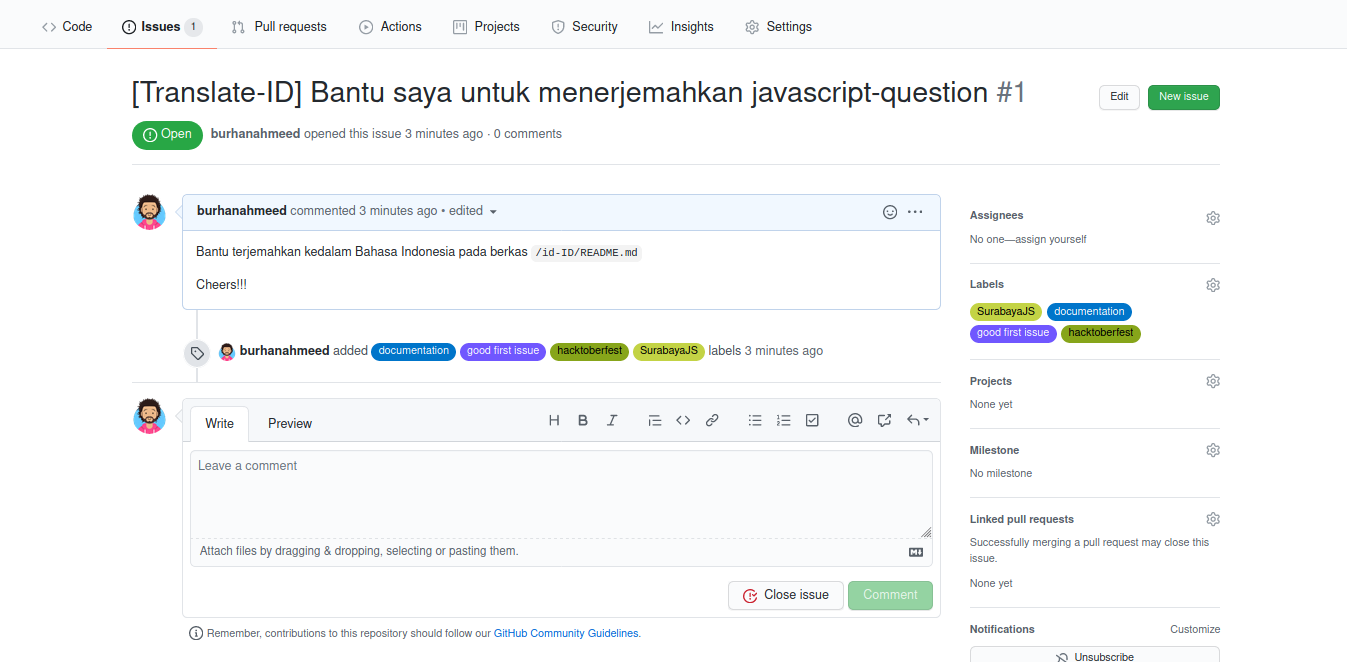 Code Issues 1 Pull requests Actions Projects Security Insights Settings
[Translate-ID] Bantu saya untuk menerjemahkan javascript-question #1
Edit New issue
Open burhanahmeed opened this issue 3 minutes ago · 0 comments
burhanahmeed commented 3 minutes ago • edited
Bantu terjemahkan kedalam Bahasa Indonesia pada berkas /id-ID/README.md
Cheers!!!
burhanahmeed added documentation good first issue hacktoberfest SurabayaJS labels 3 minutes ago
Write Preview
Leave a comment
Attach files by dragging & dropping, selecting or pasting them.
Close issue Comment
Remember, contributions to this repository should follow our GitHub Community Guidelines.
Assignees
No one—assign yourself
Labels
SurabayaJS documentation
good first issue hacktoberfest
Projects
None yet
Milestone
No milestone
Linked pull requests
Successfully merging a pull request may close this
issue.
None yet
Notifications Customize
Unsubscribe